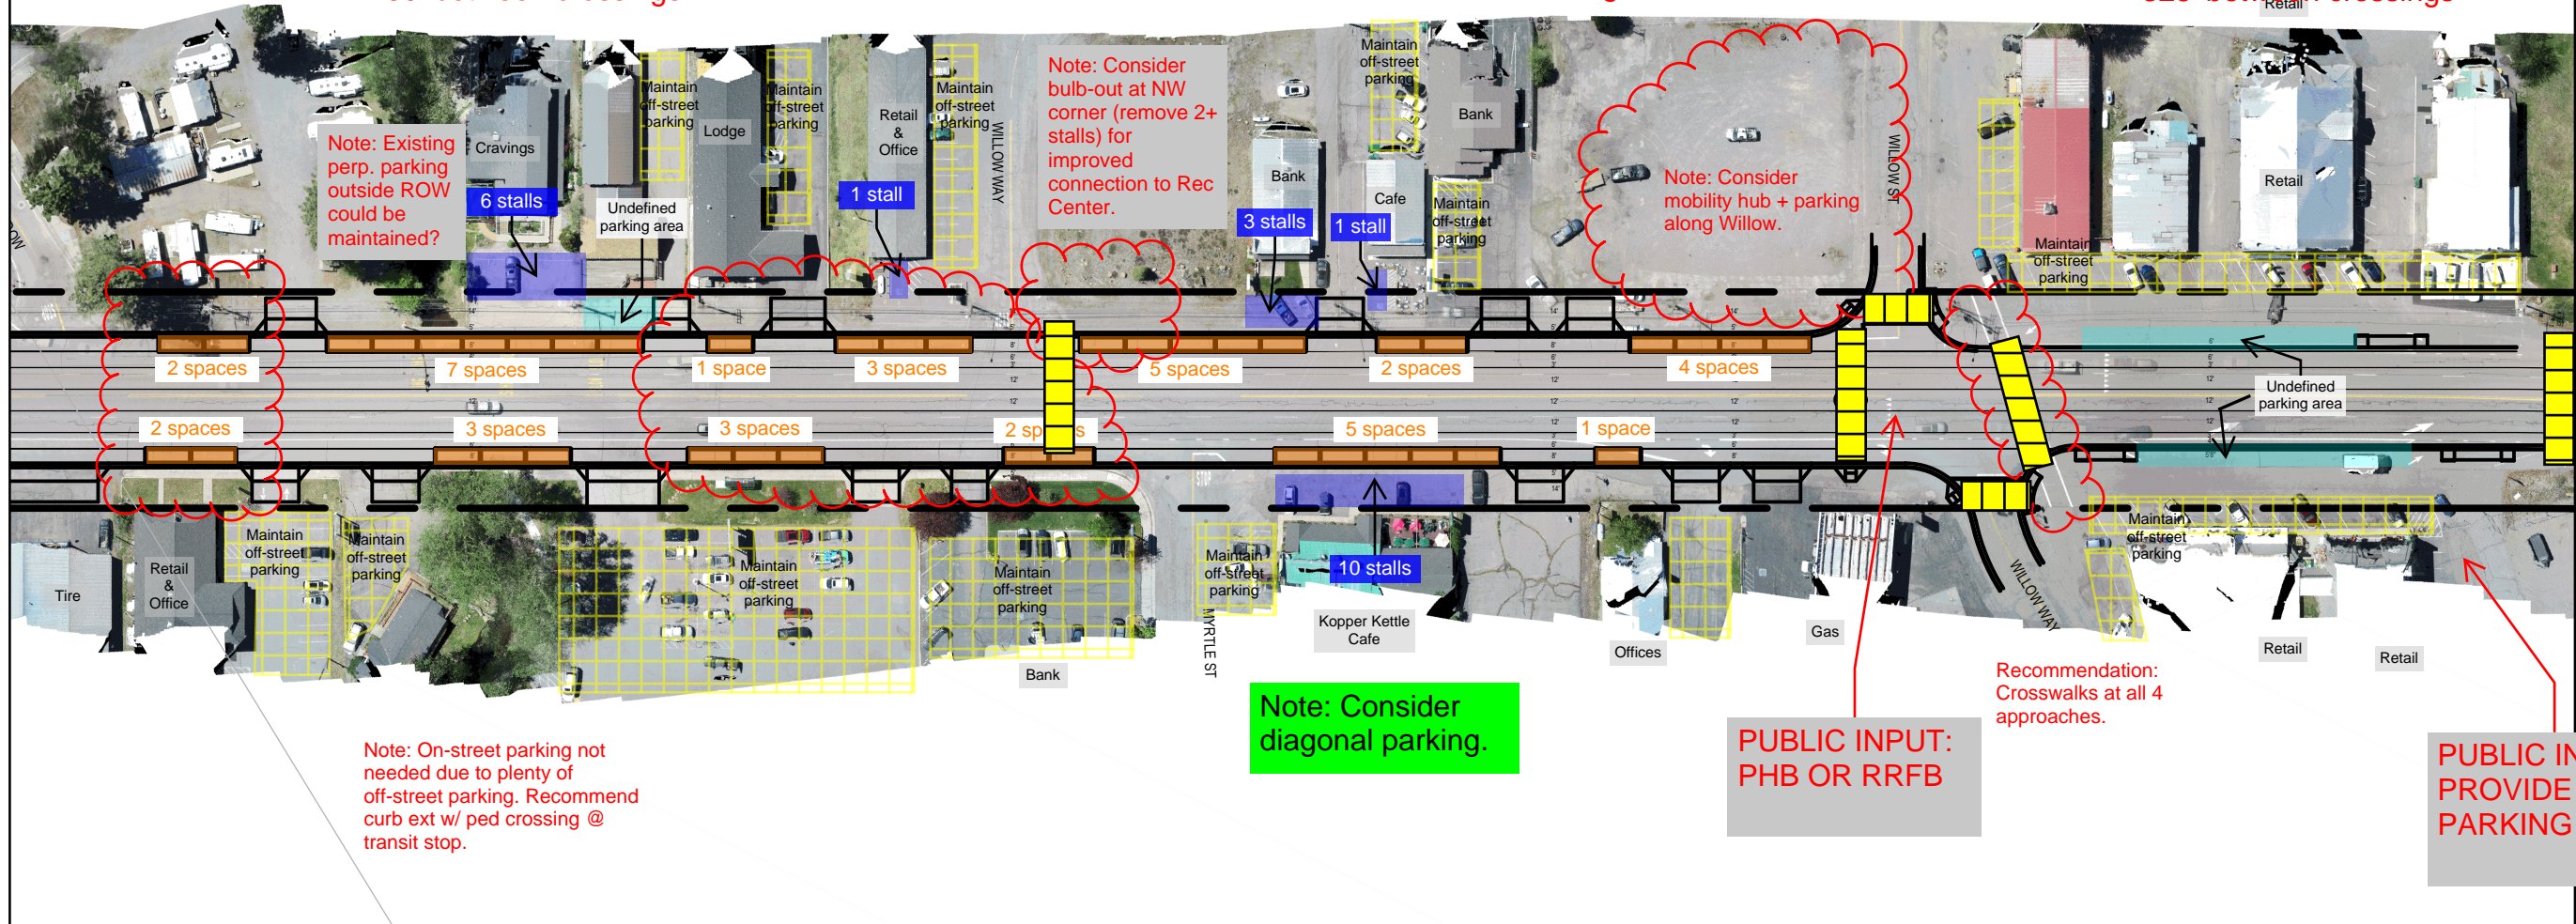 Retail
Note: Existing
perp. parking
outside ROW
could be
maintained?
Cravings
6 stalls
Undefined
parking area
Maintain
off-street
parking
Lodge
Maintain
off-street
parking
1 stall
Retail
&
Office
Maintain
off-street
parking
WILLOW WAY
Note: Consider
bulb-out at NW
corner (remove 2+
stalls) for
improved
connection to Rec
Center.
Bank
3 stalls
1 stall
Cafe
Maintain
off-street
parking
Bank
Maintain
off-street
parking
Note: Consider
mobility hub + parking
along Willow.
WILLOW ST
Maintain
off-street
parking
Retail
2 spaces
7 spaces
1 space
3 spaces
5 spaces
2 spaces
4 spaces
Undefined
parking area
2 spaces
3 spaces
3 spaces
5 spaces
1 space
Tire
Retail
&
Office
Maintain
off-street
parking
Maintain
off-street
parking
Maintain
off-street
parking
Maintain
off-street
parking
Bank
MYRTLE ST
Maintain
off-street
parking
10 stalls
Kopper Kettle
Cafe
Offices
Gas
WILLOW WAY
Maintain
off-street
parking
Retail
Retail
Note: On-street parking not
needed due to plenty of
off-street parking. Recommend
curb ext w/ ped crossing @
transit stop.
Note: Consider
diagonal parking.
PUBLIC INPUT:
PHB OR RRFB
Recommendation:
Crosswalks at all 4
approaches.
PUBLIC
PROVIDE
PARKING